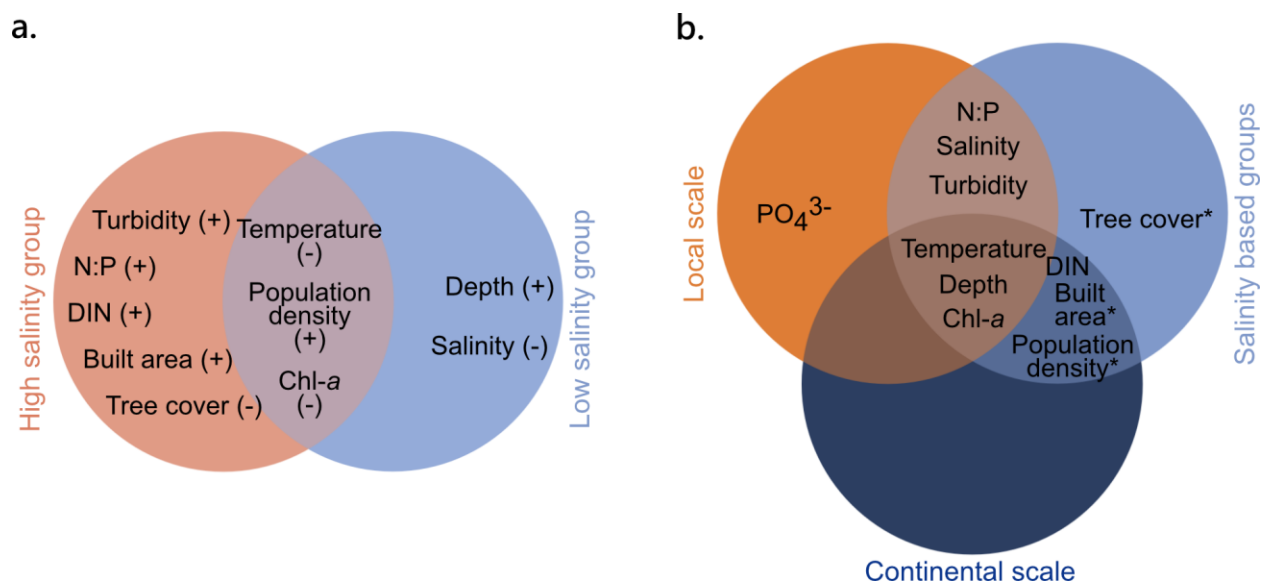 a.
High salinity group
Turbidity (+)
N:P (+)
DIN (+)
Built area (+)
Tree cover (-)
Temperature
(-)
Population
density
(+)
Chl-a
(-)
Depth (+)
Salinity (-)
Low salinity group
b.
Local scale
PO₄³⁻
N:P
Salinity
Turbidity
Temperature
Depth
Chl-a
DIN
Built
area*
Population
density*
Tree cover*
Salinity based groups
Continental scale